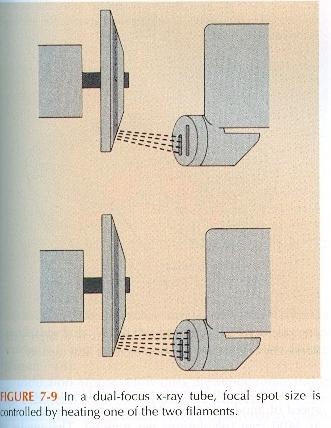 FIGURE 7-9 In a dual-focus x-ray tube, focal spot size is
controlled by heating one of the two filaments.